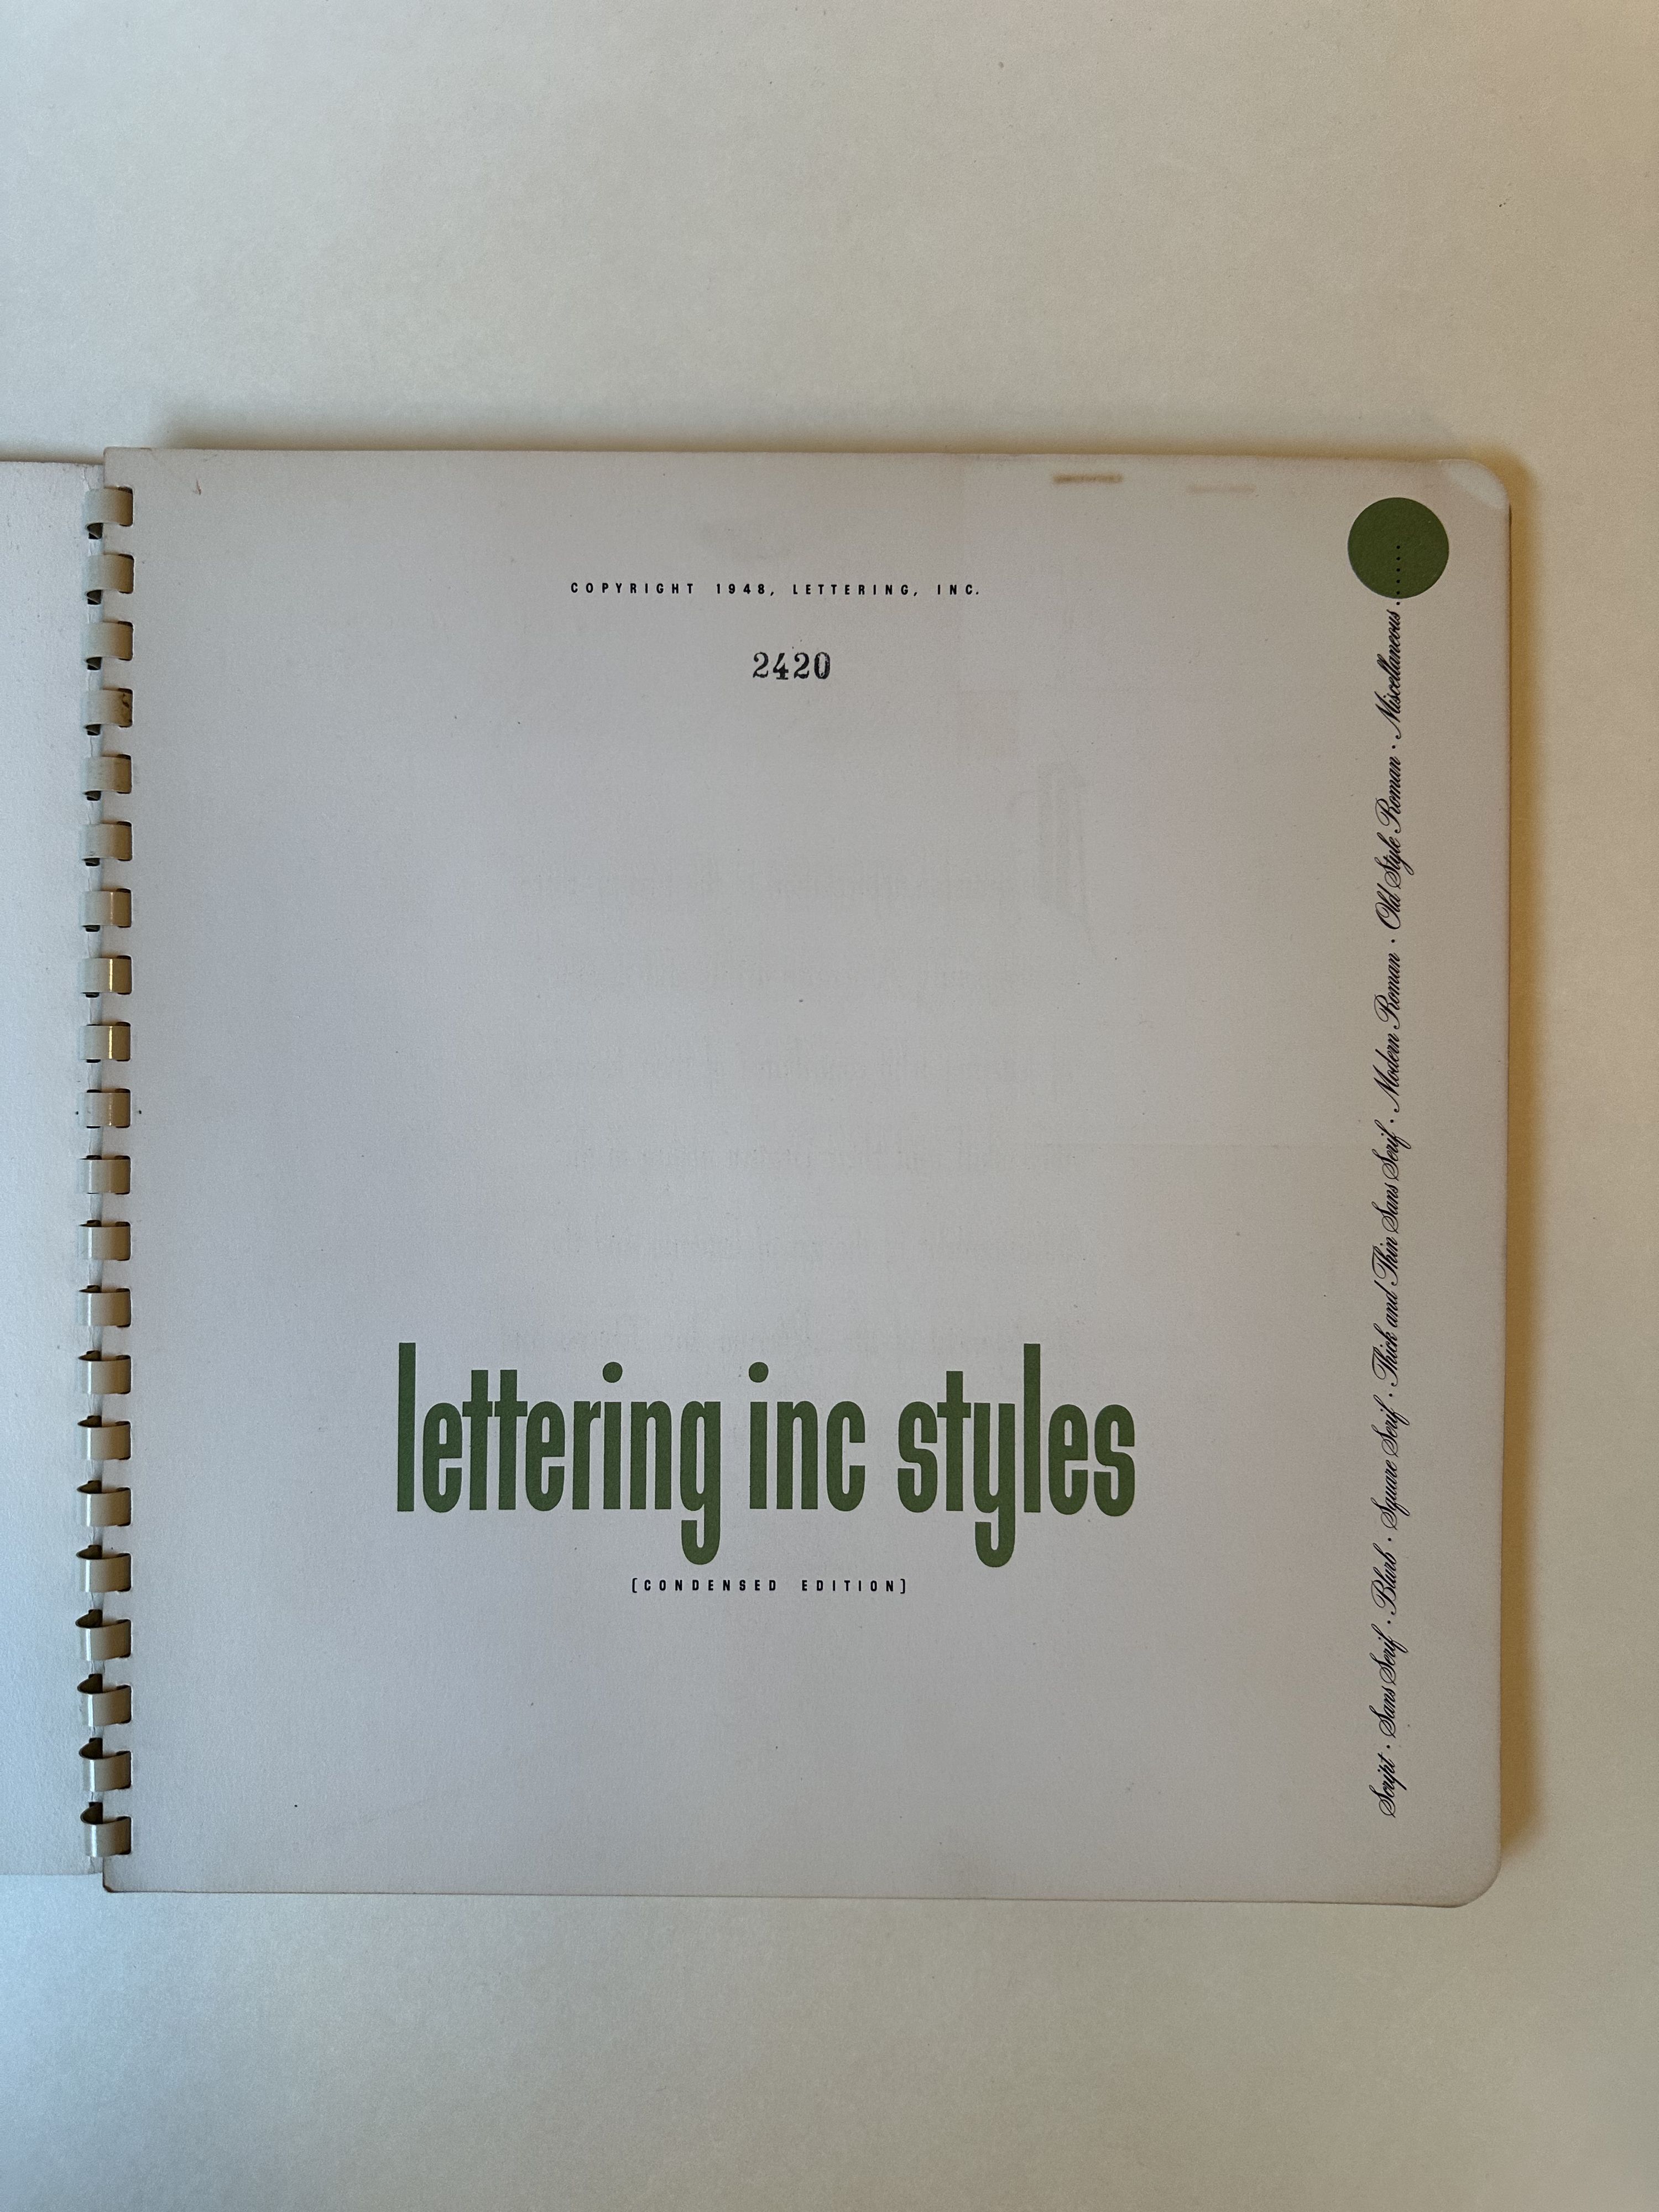 COPYRIGHT 1948, LETTERING, INC.
2420
lettering inc styles
[CONDENSED EDITION]
Script · Sans Serif · Blurb · Square Serif · Thick and Thin Sans Serif · Modern Roman · Old Style Roman · Miscellaneous . . . . . .